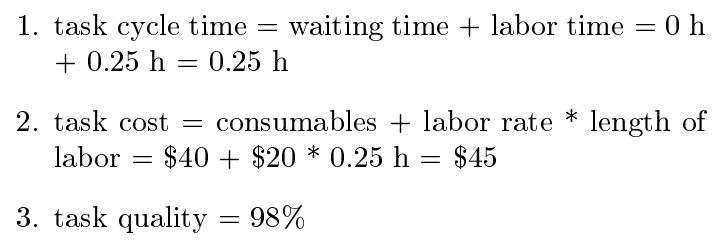 1. task cycle time = waiting time + labor time = 0 h
+ 0.25 h = 0.25 h
2. task cost = consumables + labor rate * length of
labor = $40 + $20 * 0.25 h = $45
3. task quality = 98%